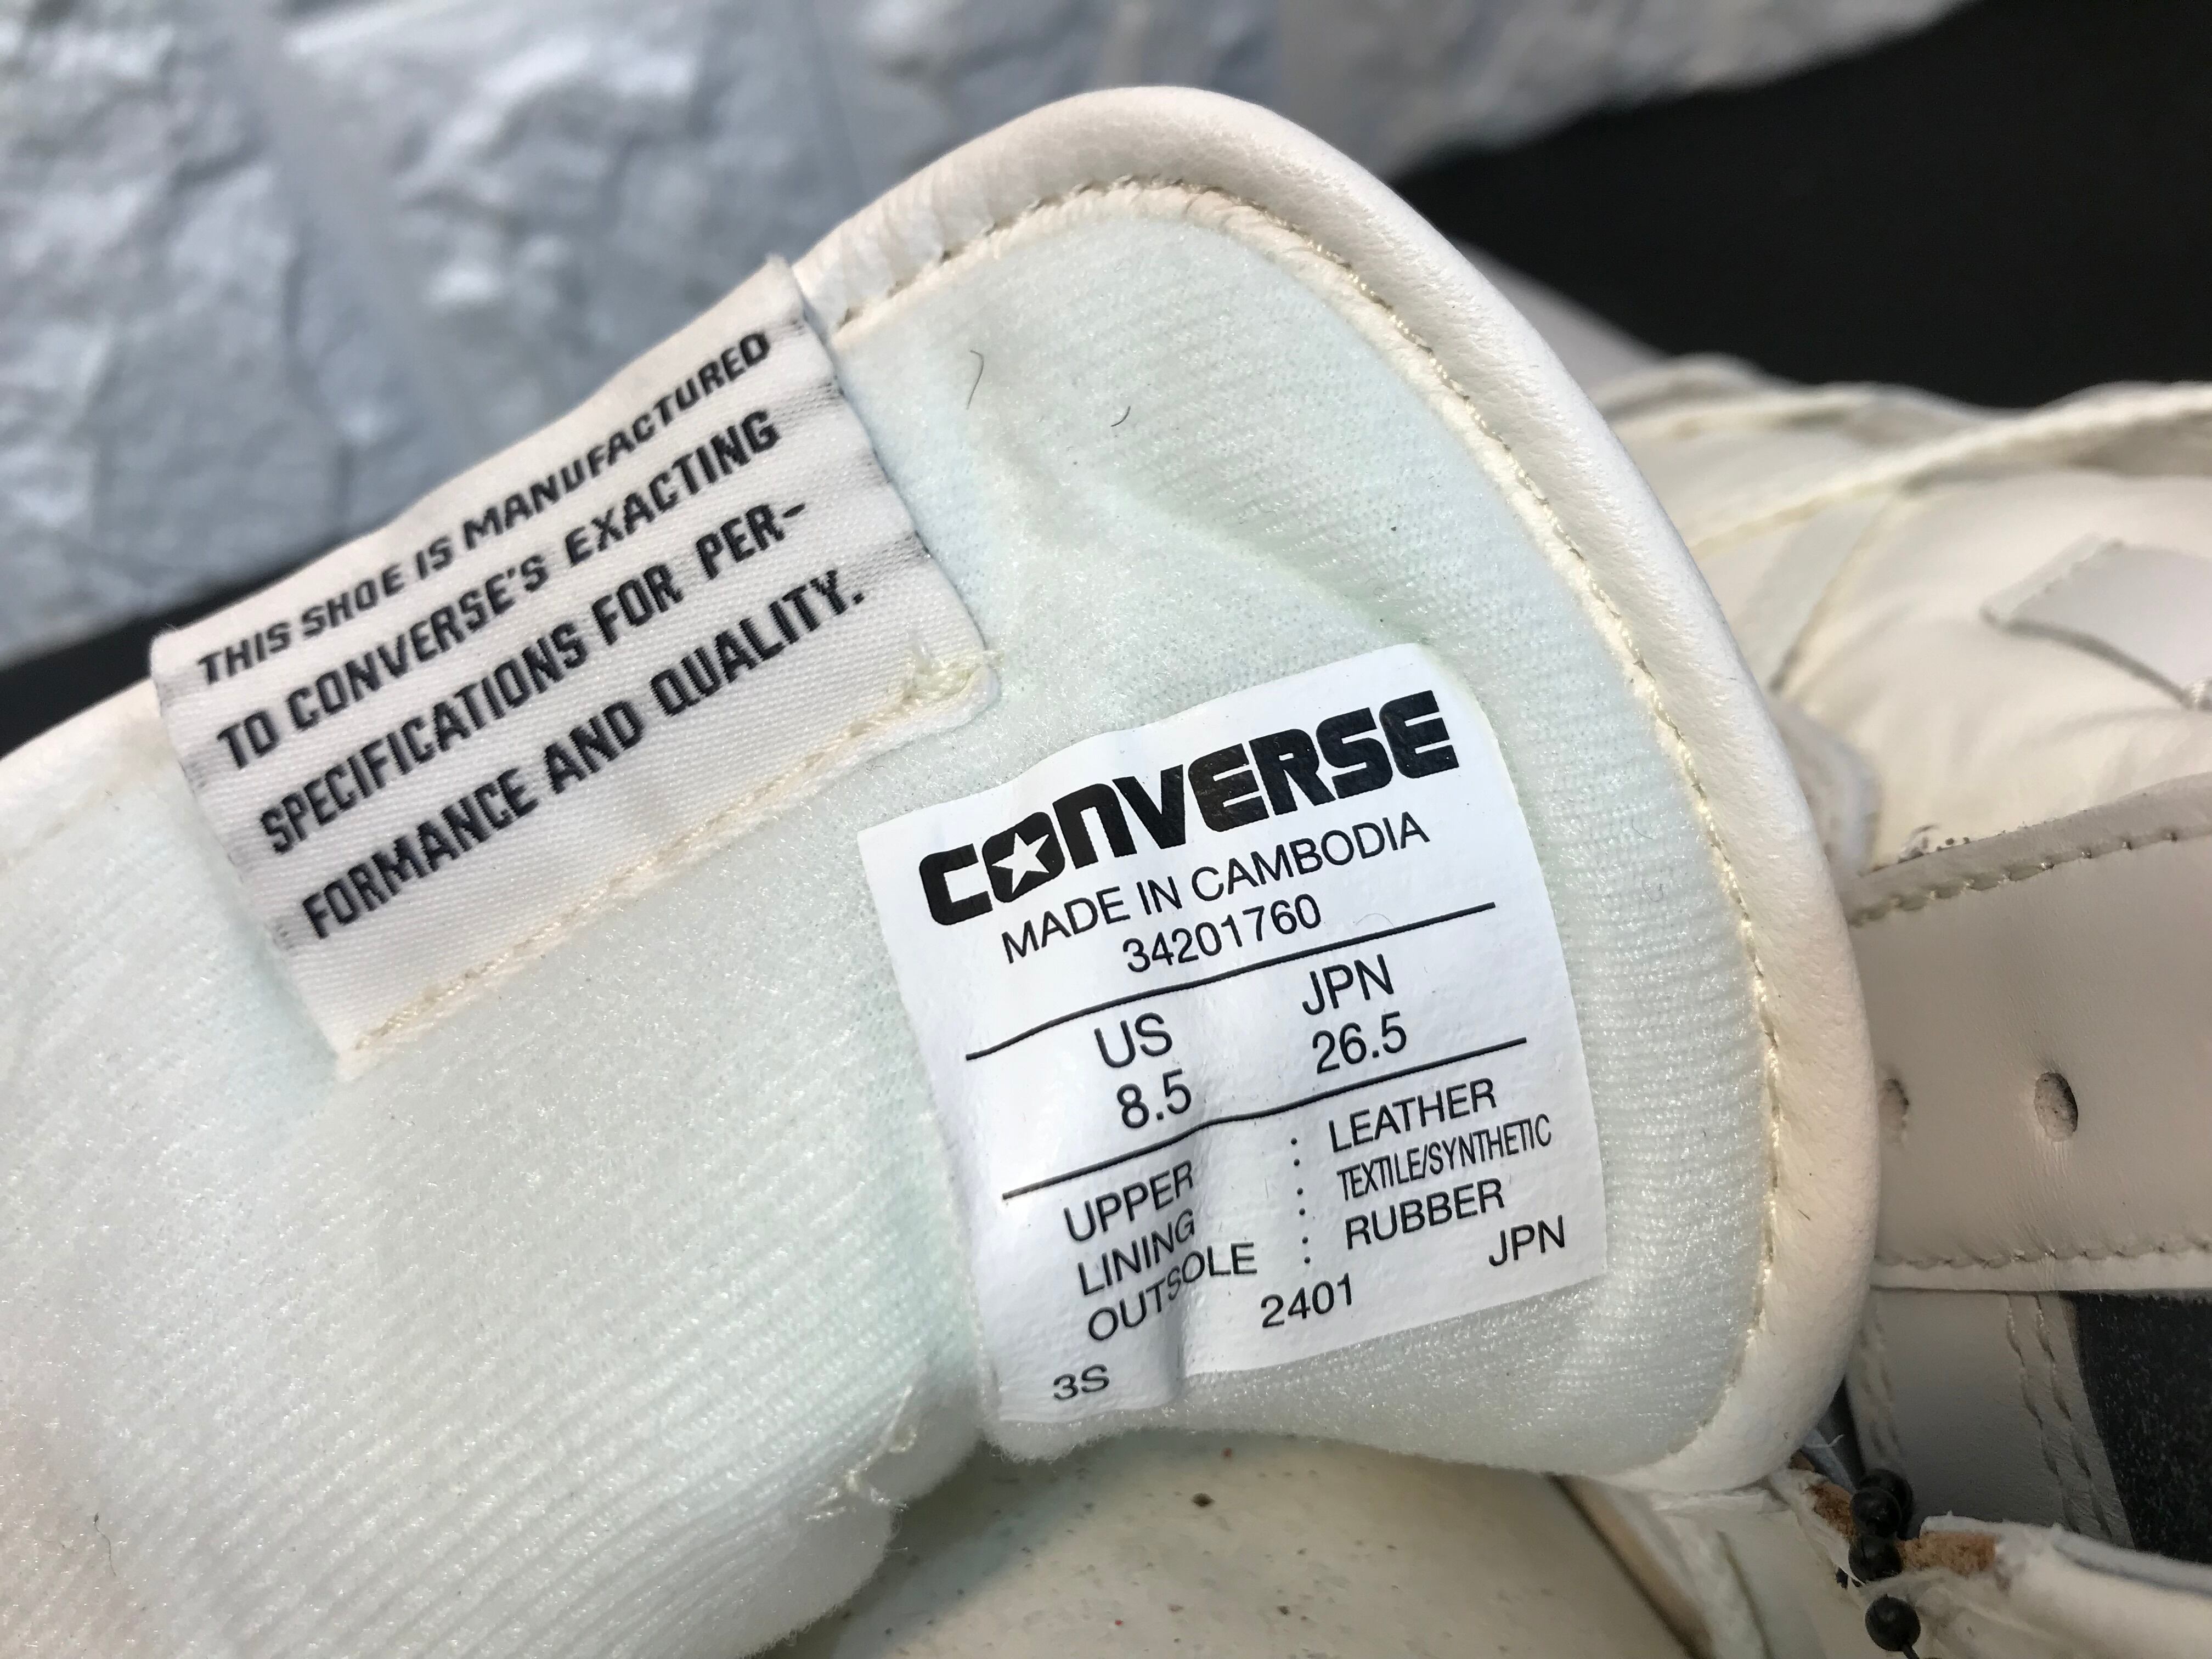 THIS SHOE IS MANUFACTURED
TO CONVERSE'S EXACTING
SPECIFICATIONS FOR PER-
FORMANCE AND QUALITY.
CONVERSE
MADE IN CAMBODIA
34201760
US JPN
8.5 26.5
UPPER : LEATHER
LINING : TEXTILE/SYNTHETIC
OUTSOLE : RUBBER
3S 2401 JPN